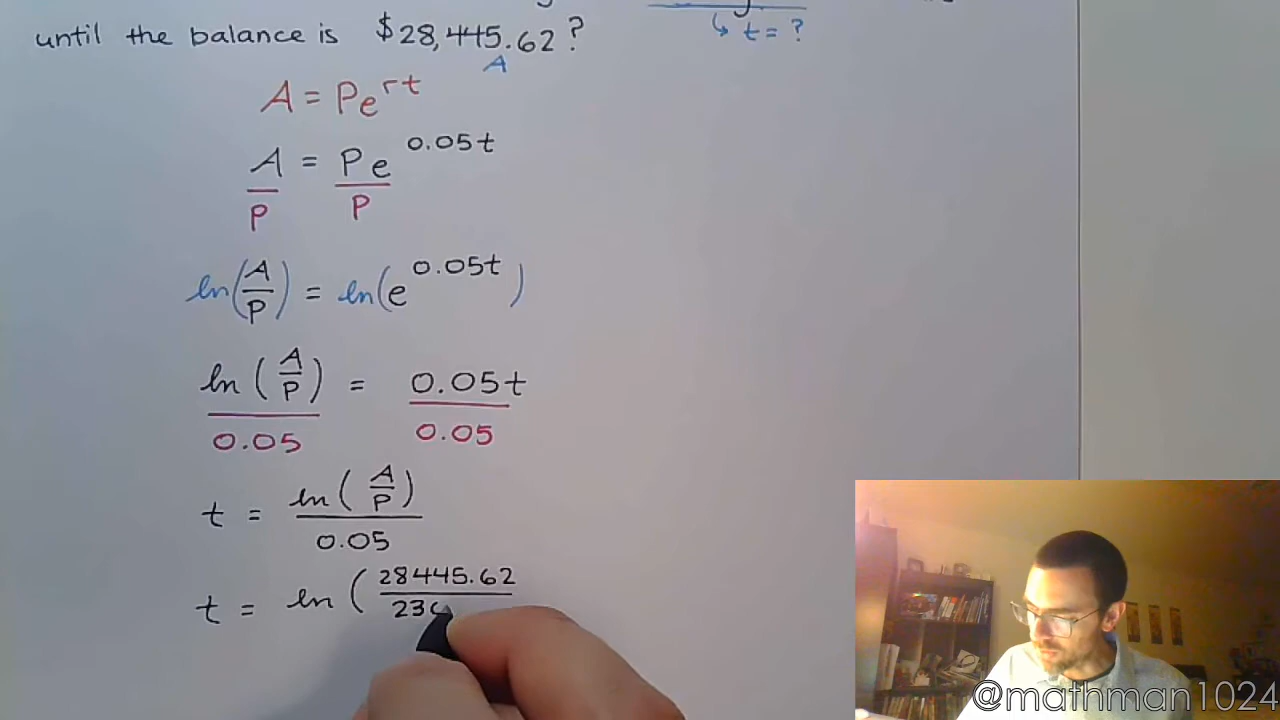 until the balance is $28,445.62?
↳ t = ?
A
A = Pe^rt
A/P = Pe^0.05t/P
ln(A/P) = ln(e^0.05t)
ln(A/P)/0.05 = 0.05t/0.05
t = ln(A/P)/0.05
t = ln(28445.62/23
@mathman1024